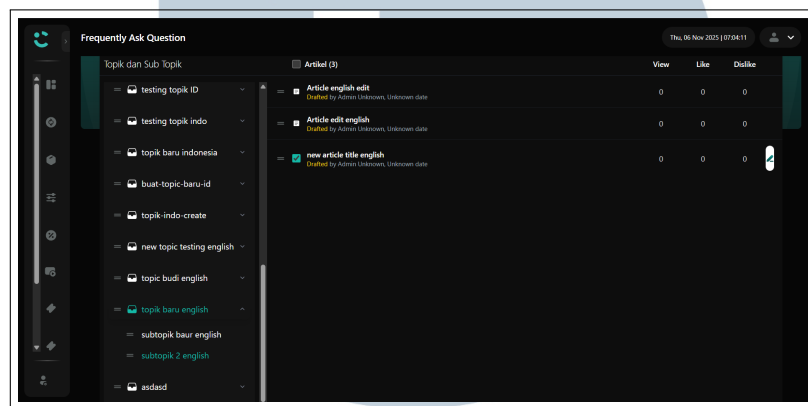 Frequently Ask Question
Thu, 06 Nov 2025 | 07:04:11
Topik dan Sub Topik
Artikel (3)
View Like Dislike
testing topik ID
testing topik indo
topik baru indonesia
buat-topic-baru-id
topik-indo-create
new topic testing english
topic budi english
topik baru english
subtopik baur english
subtopik 2 english
asdasd
Article english edit
Drafted by Admin Unknown, Unknown date
0 0 0
Article edit english
Drafted by Admin Unknown, Unknown date
0 0 0
new article title english
Drafted by Admin Unknown, Unknown date
0 0 0